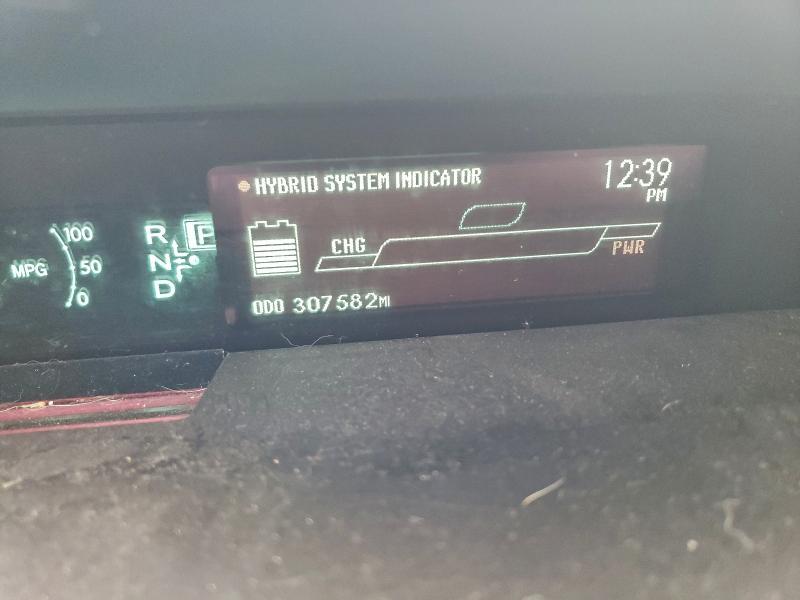 HYBRID SYSTEM INDICATOR
12:39
PM
100
MPG
50
0
R
P
N
D
CHG
PWR
ODO 307582MI